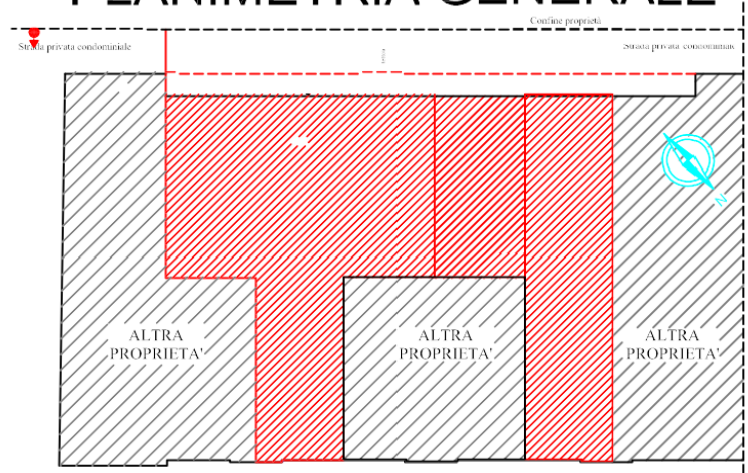 PLANIMETRIA GENERALE
Confine proprietà
Strada privata condominiale
Strada privata condominiale
N
ALTRA
PROPRIETA'
ALTRA
PROPRIETA'
ALTRA
PROPRIETA'